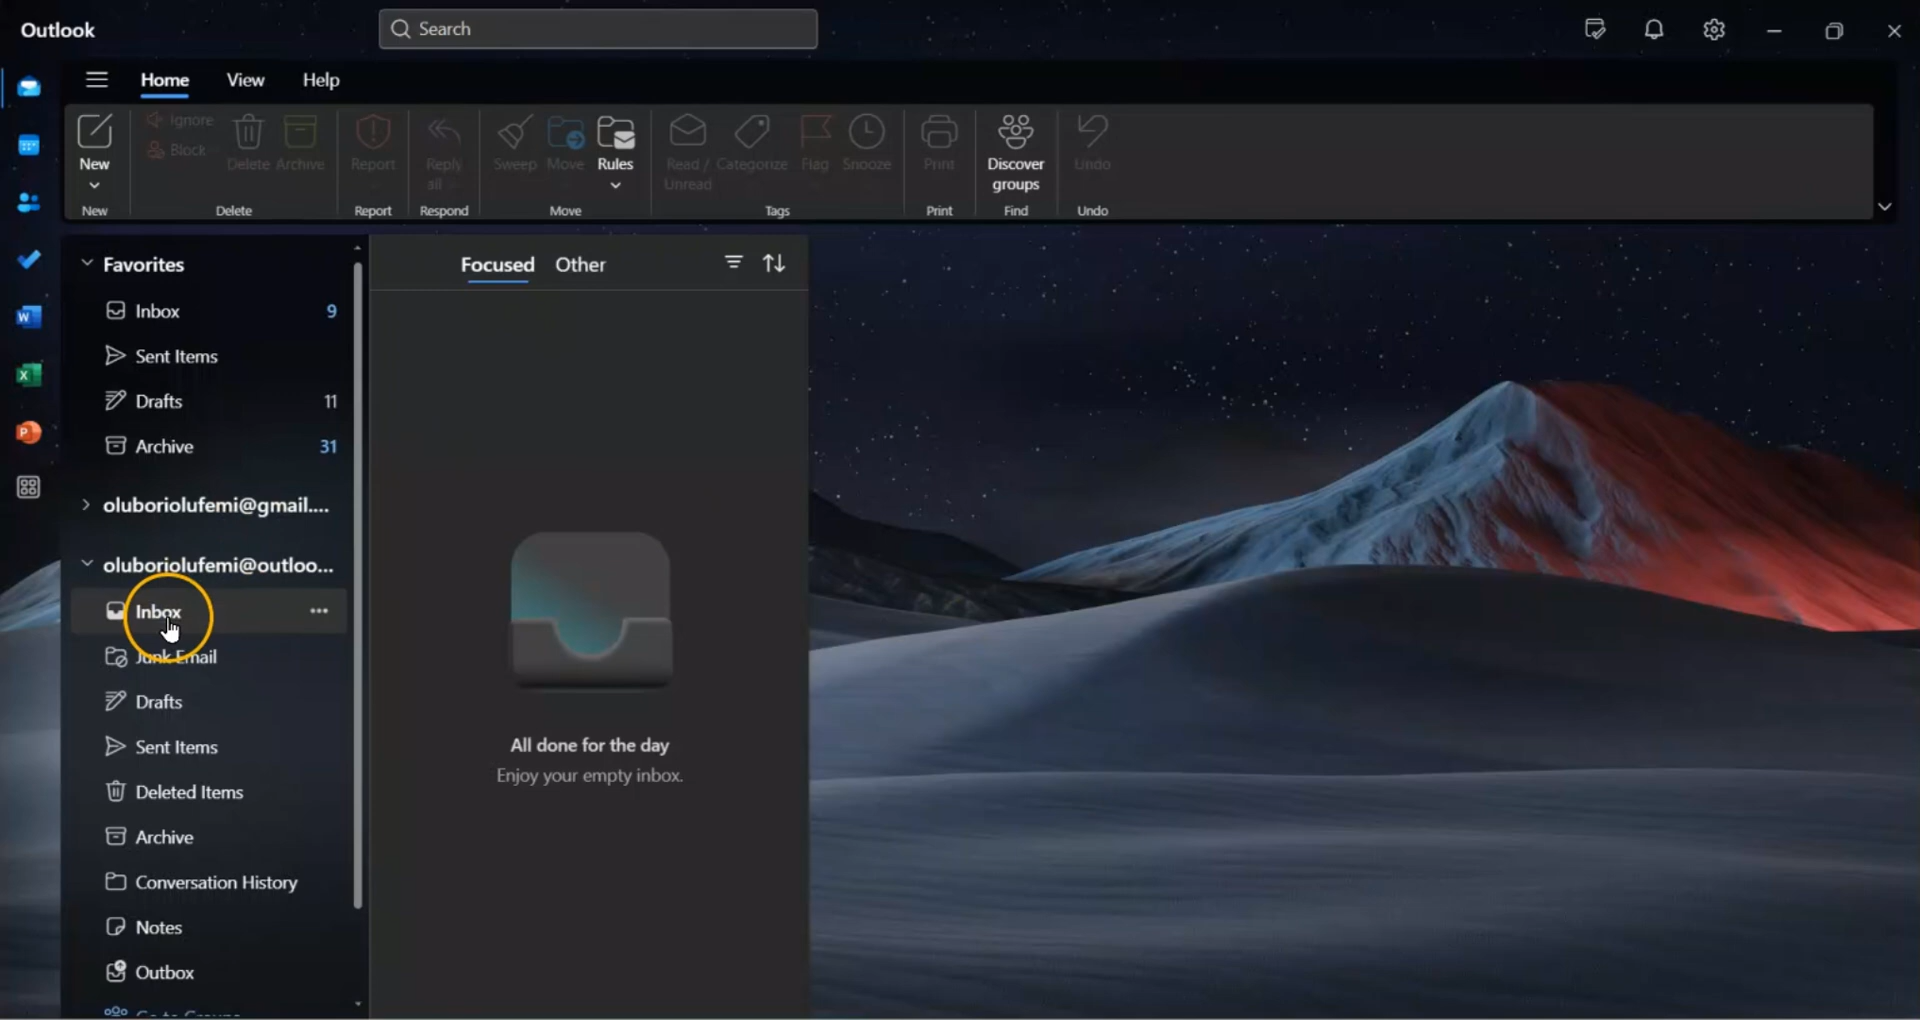 Outlook
Search
Home View Help
New
Ignore
Block
Delete Archive
Report
Reply all
Sweep Move Rules
Read / Unread
Categorize Flag Snooze
Print
Discover groups
Undo
New Delete Report Respond Move Tags Print Find Undo
Favorites
Inbox 9
Sent Items
Drafts 11
Archive 31
oluboriolufemi@gmail....
oluboriolufemi@outloo...
Inbox
Junk Email
Drafts
Sent Items
Deleted Items
Archive
Conversation History
Notes
Outbox
Focused Other
All done for the day
Enjoy your empty inbox.